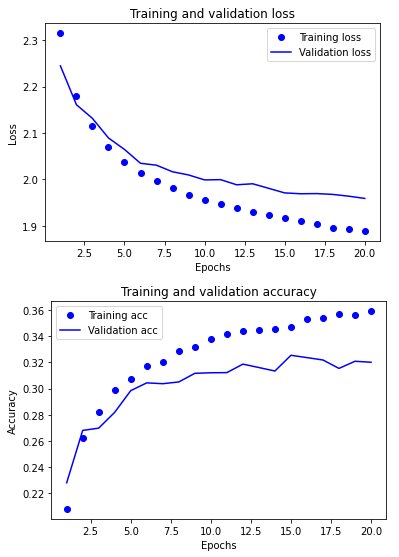 Training and validation loss
2.3
2.2
2.1
2.0
1.9
Loss
Training loss
Validation loss
2.5 5.0 7.5 10.0 12.5 15.0 17.5 20.0
Epochs
Training and validation accuracy
0.36
0.34
0.32
0.30
0.28
0.26
0.24
0.22
Accuracy
Training acc
Validation acc
2.5 5.0 7.5 10.0 12.5 15.0 17.5 20.0
Epochs